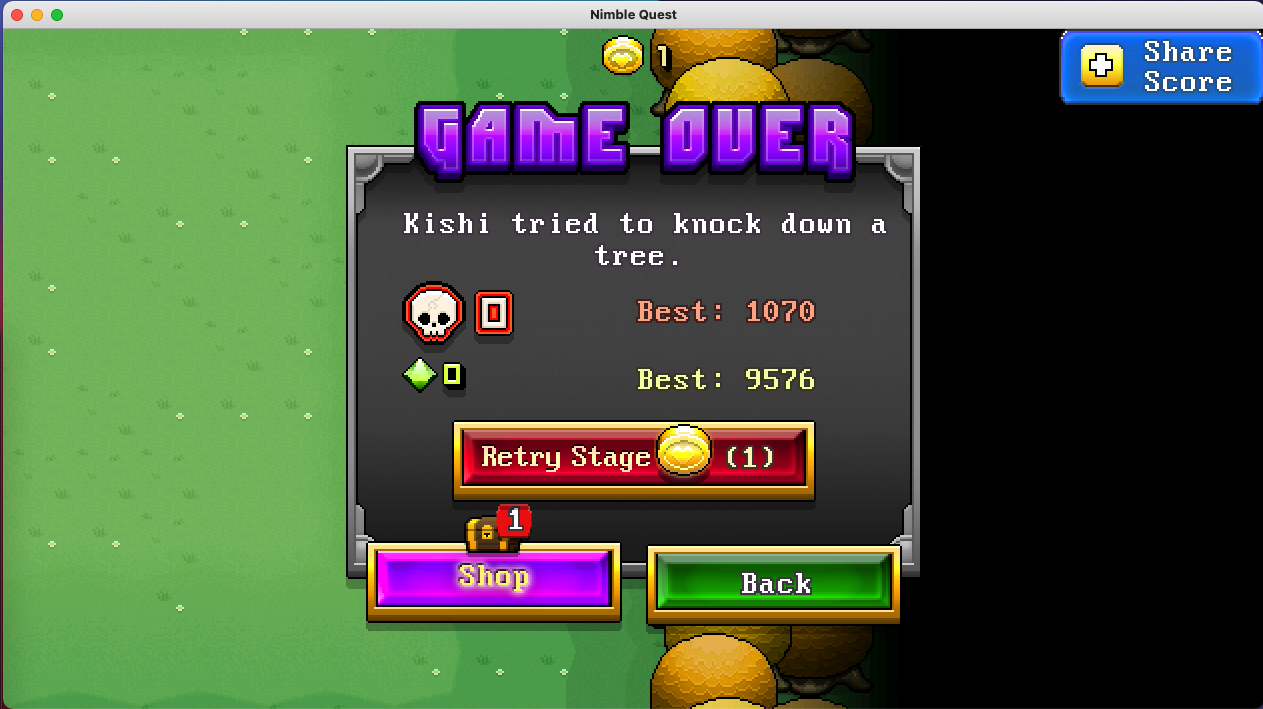 Nimble Quest
1
Share
Score
GAME OVER
Kishi tried to knock down a
tree.
0
Best: 1070
0
Best: 9576
Retry Stage (1)
1
Shop
Back